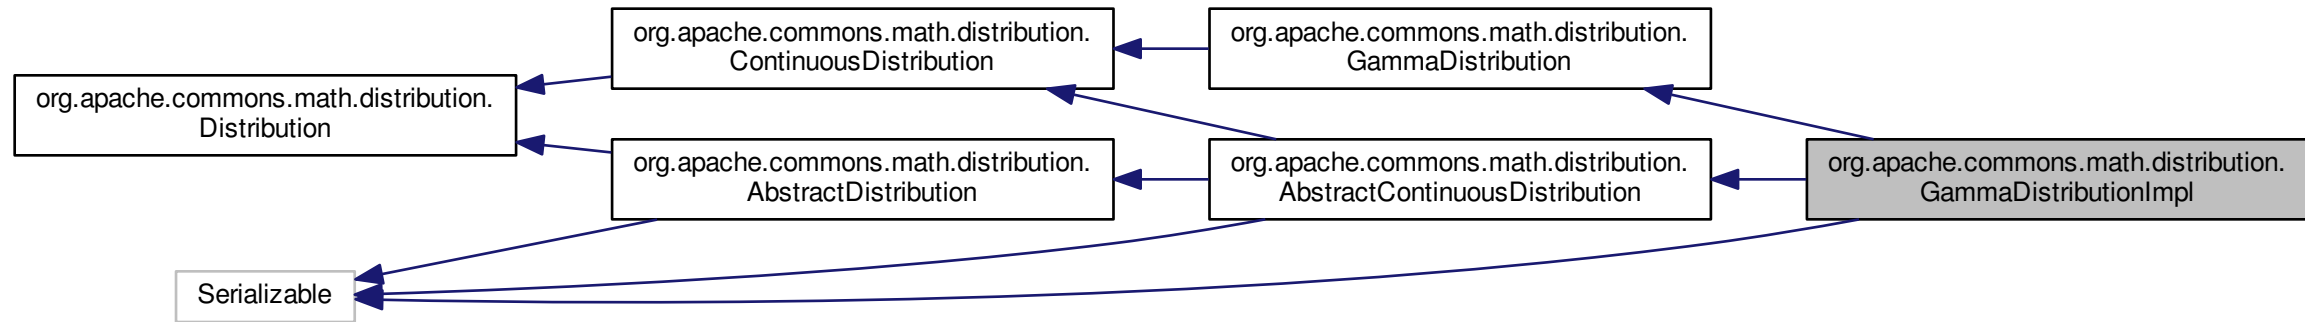 org.apache.commons.math.distribution.
ContinuousDistribution
org.apache.commons.math.distribution.
GammaDistribution
org.apache.commons.math.distribution.
Distribution
org.apache.commons.math.distribution.
AbstractDistribution
org.apache.commons.math.distribution.
AbstractContinuousDistribution
org.apache.commons.math.distribution.
GammaDistributionImpl
Serializable